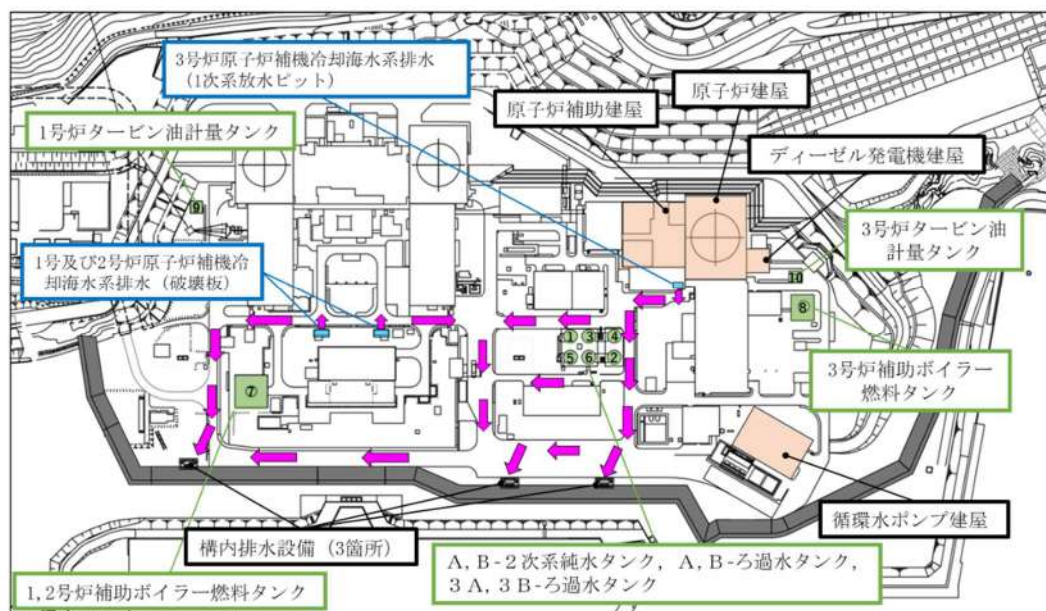 3号炉原子炉補機冷却海水系排水
(1次系放水ピット)
原子炉建屋
原子炉補助建屋
1号炉タービン油計量タンク
ディーゼル発電機建屋
3号炉タービン油
計量タンク
1号及び2号炉原子炉補機冷
却海水系排水(破壊板)
⑨
10
⑧
①③④
⑤⑥②
⑦
3号炉補助ボイラー
燃料タンク
循環水ポンプ建屋
構内排水設備(3箇所)
A, B-2次系純水タンク, A, B-ろ過水タンク,
3A, 3B-ろ過水タンク
1,2号炉補助ボイラー燃料タンク